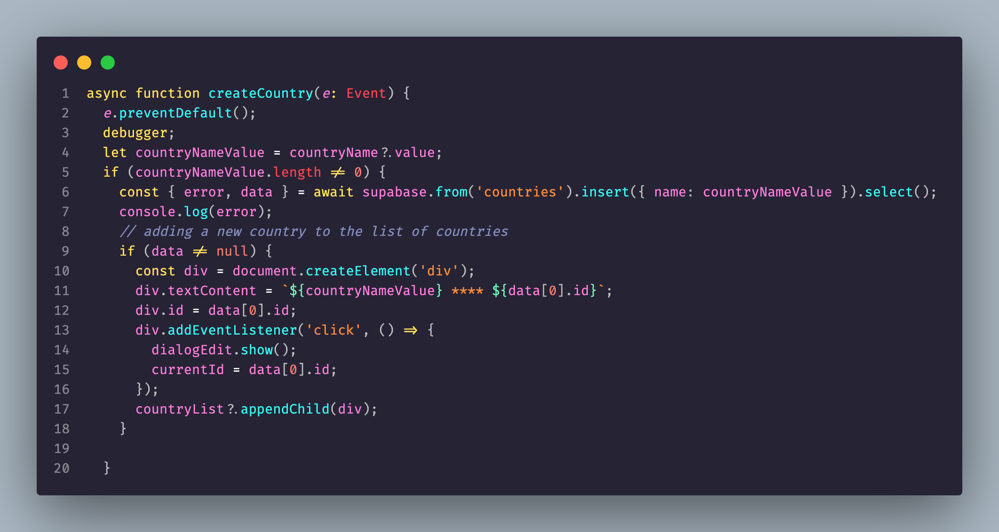 1 async function createCountry(e: Event) {
2 e.preventDefault();
3 debugger;
4 let countryNameValue = countryName?.value;
5 if (countryNameValue.length != 0) {
6 const { error, data } = await supabase.from('countries').insert({ name: countryNameValue }).select();
7 console.log(error);
8 // adding a new country to the list of countries
9 if (data != null) {
10 const div = document.createElement('div');
11 div.textContent = `${countryNameValue} **** ${data[0].id}`;
12 div.id = data[0].id;
13 div.addEventListener('click', () => {
14 dialogEdit.show();
15 currentId = data[0].id;
16 });
17 countryList?.appendChild(div);
18 }
19
20 }